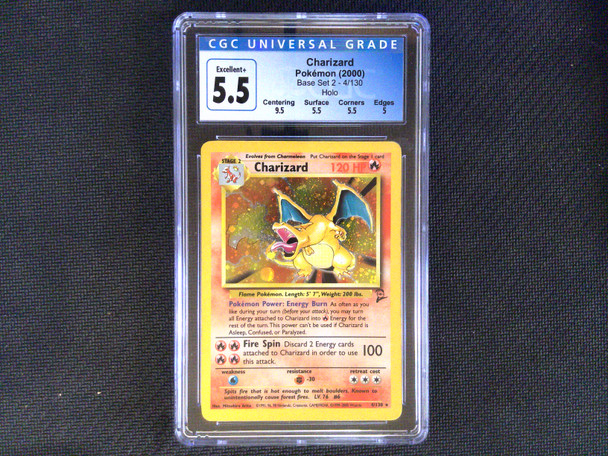 CGC UNIVERSAL GRADE
Excellent+
5.5
Charizard
Pokémon (2000)
Base Set 2 - 4/130
Holo
Centering Surface Corners Edges
9.5 5.5 5.5 5
Evolves from Charmeleon Put Charizard on the Stage 1 card
STAGE 2
Charizard 120 HP
Flame Pokémon. Length: 5' 7", Weight: 200 lbs.
Pokémon Power: Energy Burn As often as you
like during your turn (before your attack), you may turn
all Energy attached to Charizard into Energy for the
rest of the turn. This power can't be used if Charizard is
Asleep, Confused, or Paralyzed.
Fire Spin Discard 2 Energy cards
attached to Charizard in order to use
this attack.
100
weakness resistance retreat cost
-30
Spits fire that is hot enough to melt boulders. Known to
unintentionally cause forest fires. LV. 76 #6
4/130